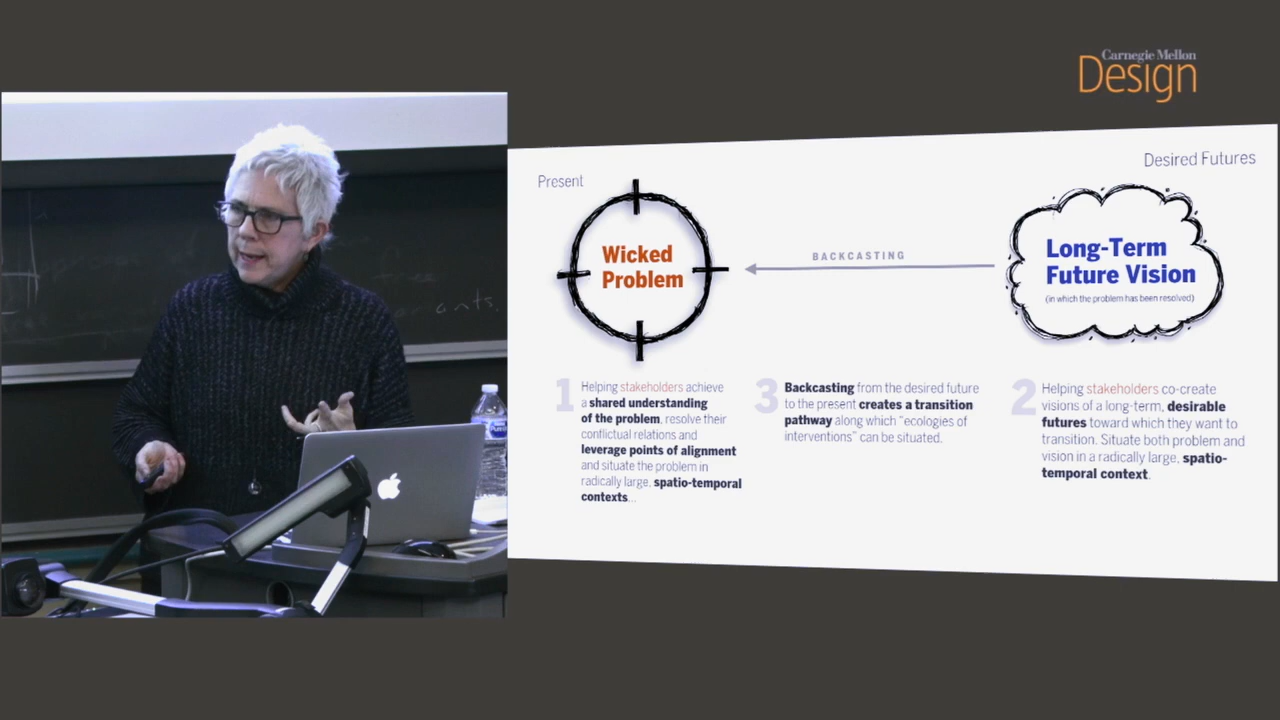 Carnegie Mellon
Design
Present
Desired Futures
Wicked
Problem
BACKCASTING
Long-Term
Future Vision
(in which the problem has been resolved)
1
Helping stakeholders achieve
a shared understanding
of the problem, resolve their
conflictual relations and
leverage points of alignment
and situate the problem in
radically large, spatio-temporal
contexts...
3
Backcasting from the desired future
to the present creates a transition
pathway along which "ecologies of
interventions" can be situated.
2
Helping stakeholders co-create
visions of a long-term, desirable
futures toward which they want to
transition. Situate both problem and
vision in a radically large, spatio-
temporal context.